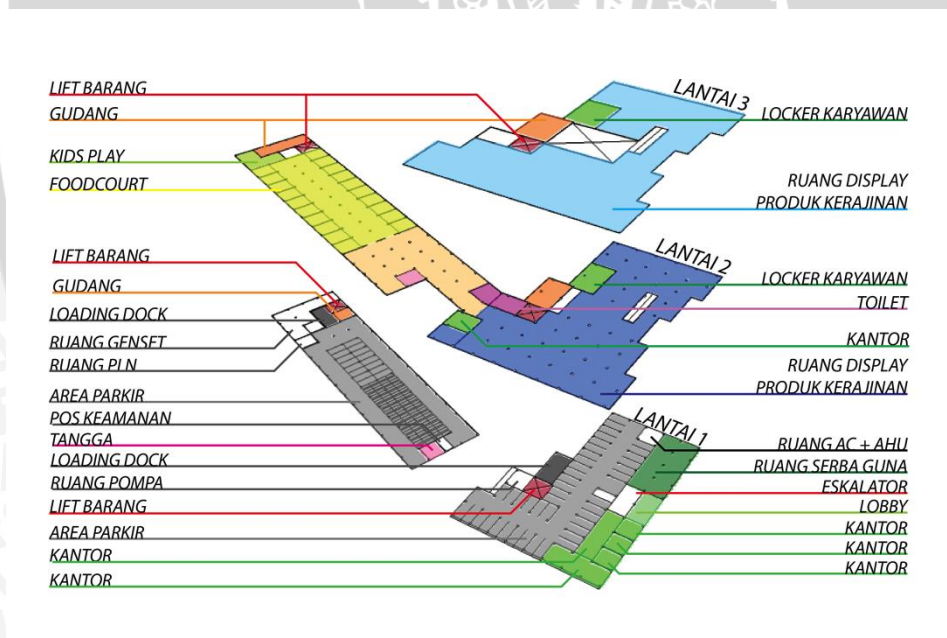 LANTAI 3
LIFT BARANG
GUDANG
KIDS PLAY
FOODCOURT
LOCKER KARYAWAN
RUANG DISPLAY
PRODUK KERAJINAN
LANTAI 2
LIFT BARANG
GUDANG
LOADING DOCK
RUANG GENSET
RUANG PLN
LOCKER KARYAWAN
TOILET
KANTOR
RUANG DISPLAY
PRODUK KERAJINAN
LANTAI 1
AREA PARKIR
POS KEAMANAN
TANGGA
LOADING DOCK
RUANG POMPA
LIFT BARANG
AREA PARKIR
KANTOR
KANTOR
RUANG AC + AHU
RUANG SERBA GUNA
ESKALATOR
LOBBY
KANTOR
KANTOR
KANTOR